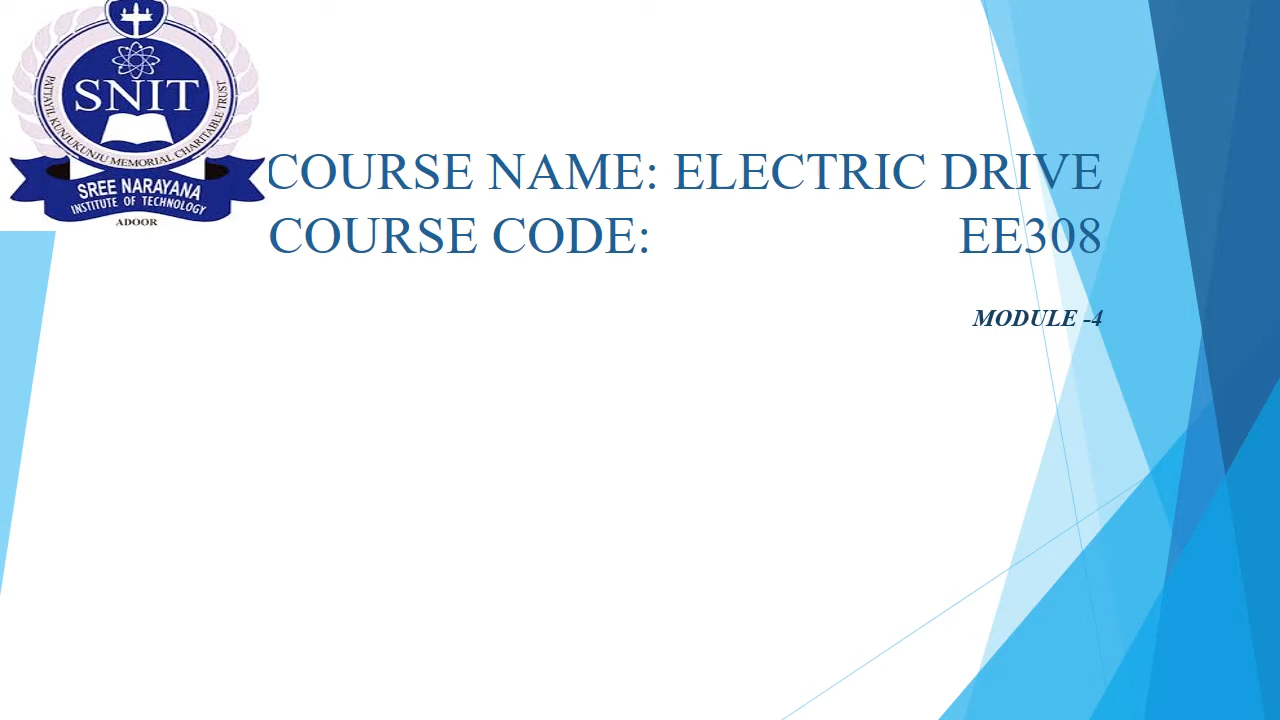 SNIT
PATTAYIL KUNJUKUNJU MEMORIAL CHARITABLE TRUST
SREE NARAYANA
INSTITUTE OF TECHNOLOGY
ADOOR
COURSE NAME: ELECTRIC DRIVE
COURSE CODE: EE308
MODULE -4